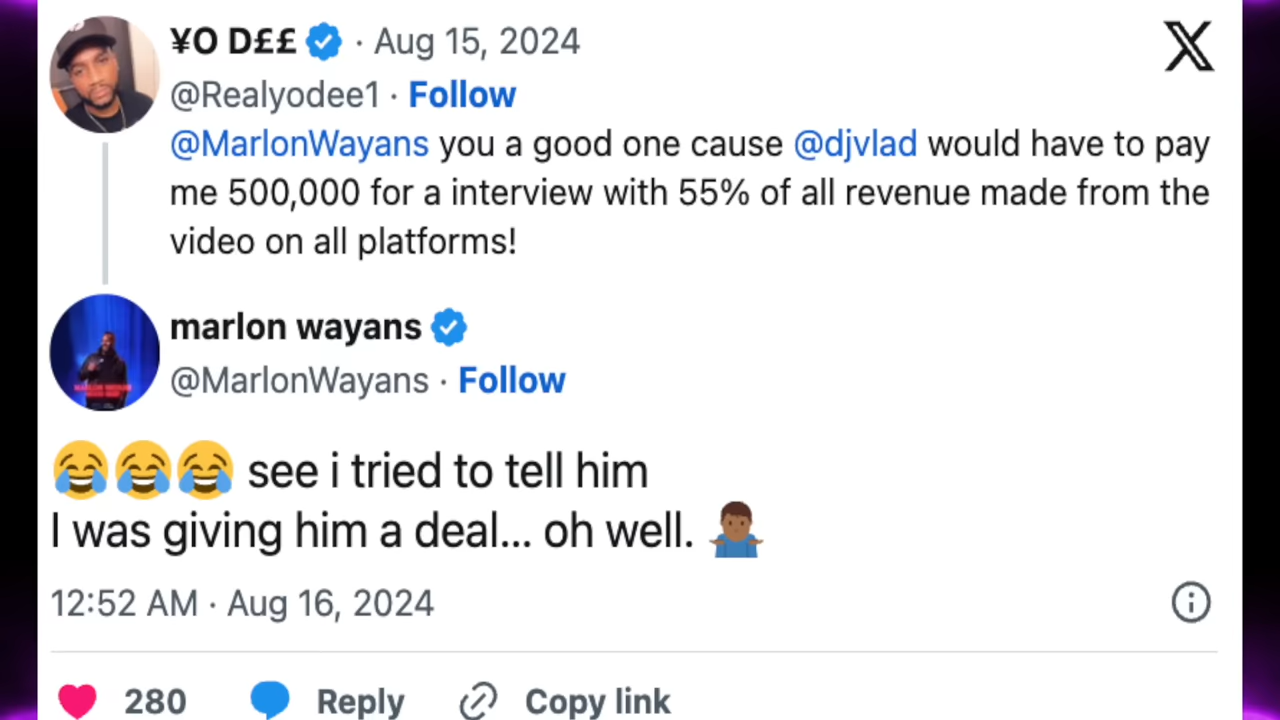 ¥O D££ · Aug 15, 2024
@Realyodee1 · Follow
@MarlonWayans you a good one cause @djvlad would have to pay
me 500,000 for a interview with 55% of all revenue made from the
video on all platforms!
marlon wayans
@MarlonWayans · Follow
😂😂😂 see i tried to tell him
I was giving him a deal... oh well. 🤷🏾‍♂️
12:52 AM · Aug 16, 2024
280 Reply Copy link